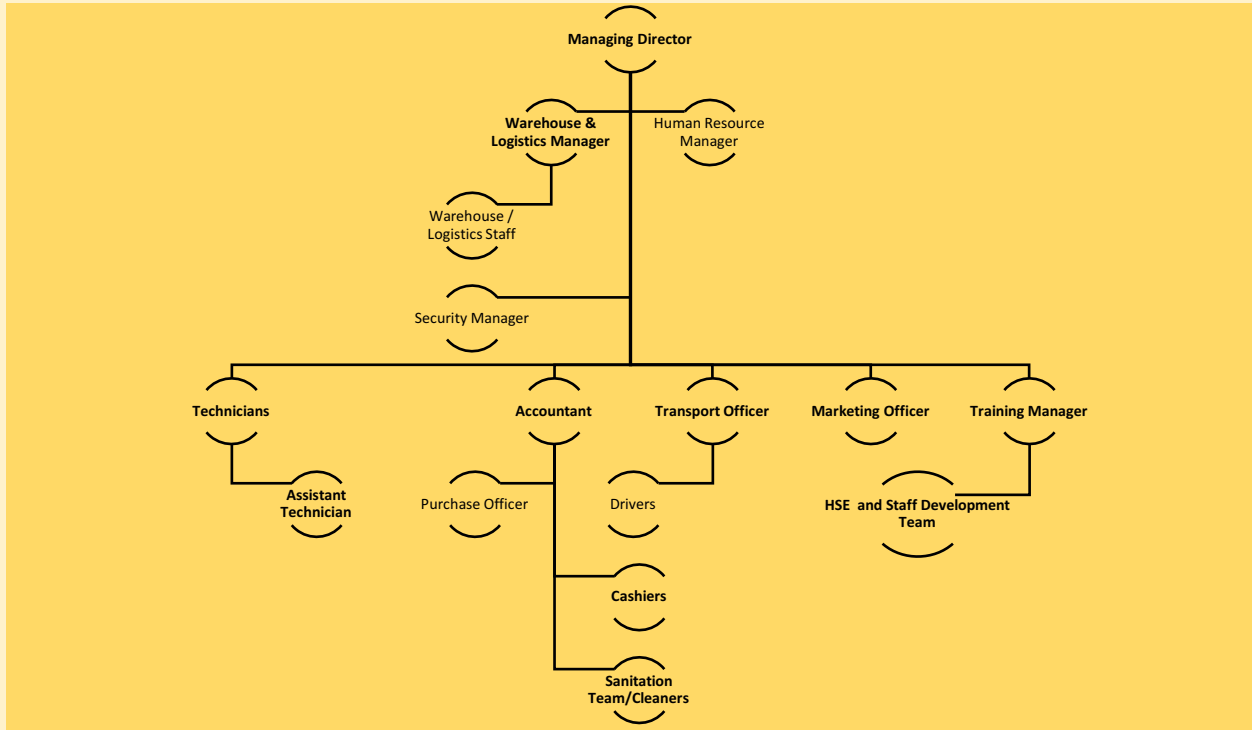 Managing Director
Warehouse &
Logistics Manager
Human Resource
Manager
Warehouse /
Logistics Staff
Security Manager
Technicians
Accountant
Transport Officer
Marketing Officer
Training Manager
Assistant
Technician
Purchase Officer
Drivers
HSE and Staff Development
Team
Cashiers
Sanitation
Team/Cleaners